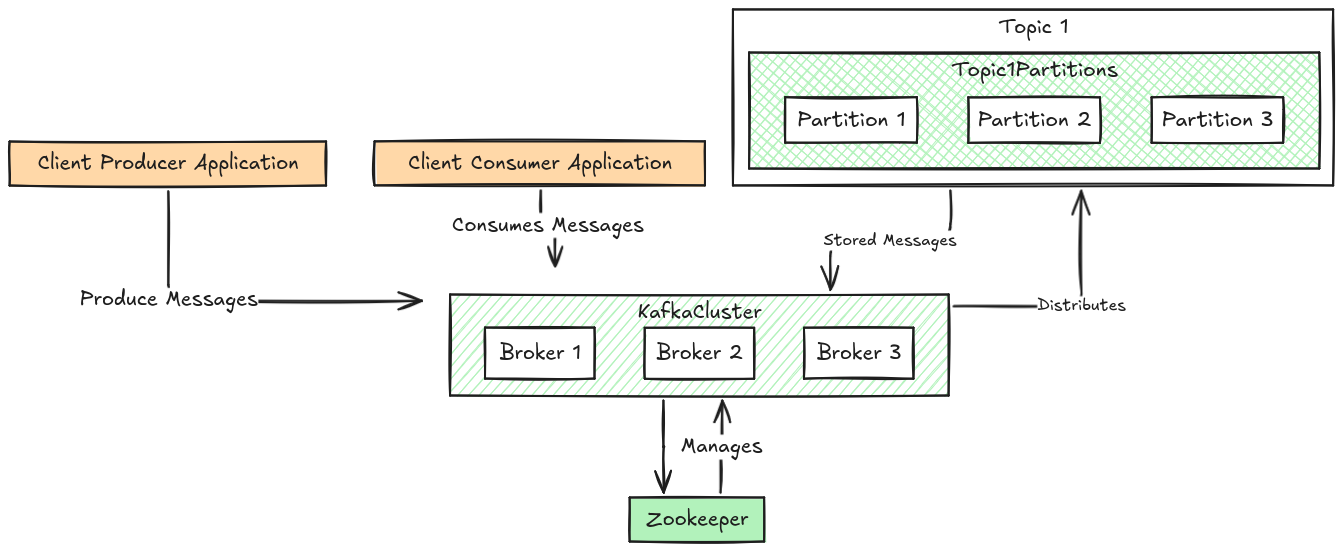 Topic 1
Topic1Partitions
Partition 1
Partition 2
Partition 3
Client Producer Application
Client Consumer Application
Consumes Messages
Stored Messages
Produce Messages
Distributes
KafkaCluster
Broker 1
Broker 2
Broker 3
Manages
Zookeeper